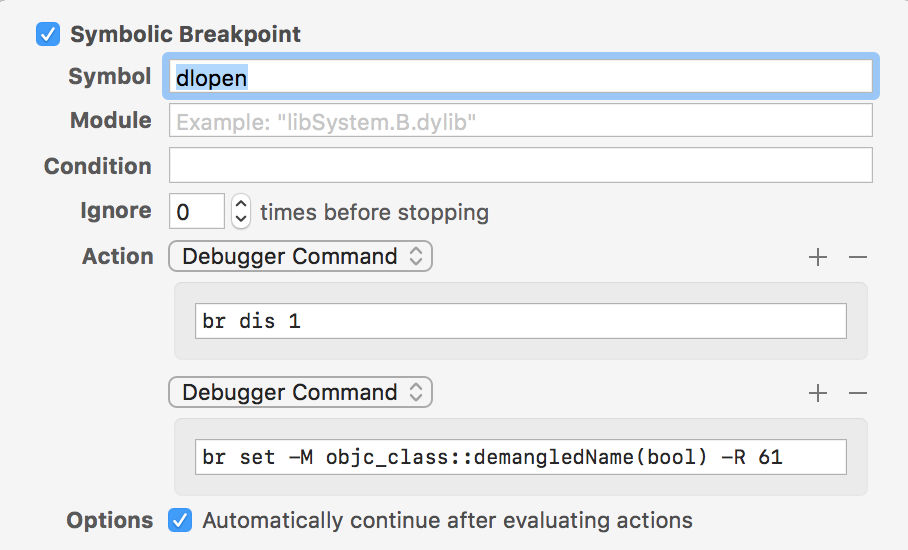 Symbolic Breakpoint
Symbol dlopen
Module Example: "libSystem.B.dylib"
Condition
Ignore 0 times before stopping
Action Debugger Command + −
br dis 1
Debugger Command + −
br set -M objc_class::demangledName(bool) -R 61
Options Automatically continue after evaluating actions